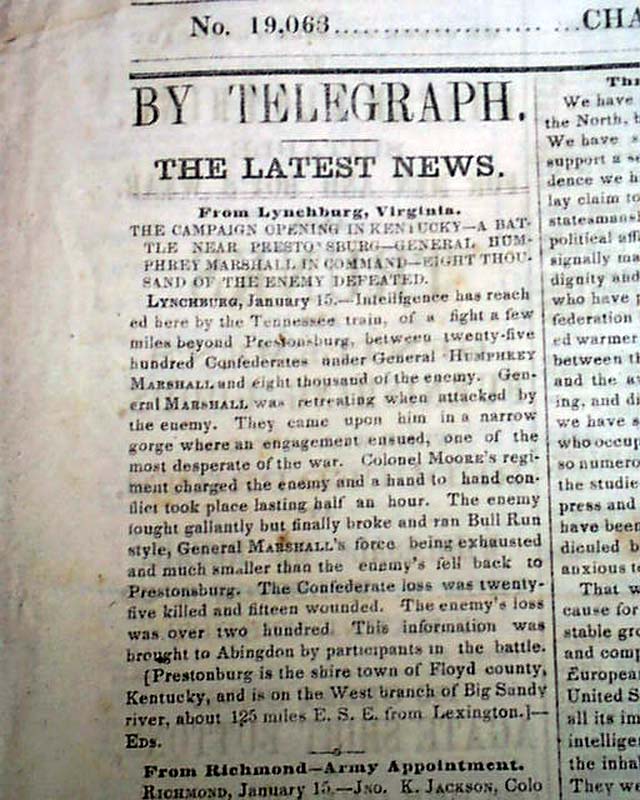 No. 19,063........................ ...CHA
BY TELEGRAPH.
THE LATEST NEWS.
From Lynchburg, Virginia.
THE CAMPAIGN OPENING IN KENTUCKY—A BAT-
TLE NEAR PRESTO'SBURG—GENERAL HUM-
PHREY MARSHALL IN COMMAND—EIGHT THOU-
SAND OF THE ENEMY DEFEATED.
LYNCHBURG, January 15.—Intelligence has reach
ed here by the Tennessee train, of a fight a few
miles beyond Prestonsburg, between twenty-five
hundred Confederates under General HUMPHREY
MARSHALL and eight thousand of the enemy. Gen-
eral MARSHALL was retreating when attacked by
the enemy. They came upon him in a narrow
gorge where an engagement ensued, one of the
most desperate of the war. Colonel MOORE'S regi-
ment charged the enemy and a hand to hand con-
flict took place lasting half an hour. The enemy
fought gallantly but finally broke and ran Bull Run
style, General MARSHALL'S force being exhausted
and much smaller than the enemy's fell back to
Prestonsburg. The Confederate loss was twenty-
five killed and fifteen wounded. The enemy's loss
was over two hundred. This information was
brought to Abingdon by participants in the battle.
[Prestonburg is the shire town of Floyd county,
Kentucky, and is on the West branch of Big Sandy
river, about 125 miles E. S. E. from Lexington.]—
EDS.
From Richmond—Army Appointment.
RICHMOND, January 15.—JNO. K. JACKSON, Colo
Thi
We have
the North, b
We have s
support a se
dence we h
lay claim to
statesmans
political affi
signally ma
dignity and
who have p
federation
ed warmer
between th
and the au
ing, and di
we have s
who occup
so numero
the studie
press and
have been
diculed b
anxious to
That w
cause for
stable gro
and comp
European
United S
all its im
intelligen
the inhab
They we